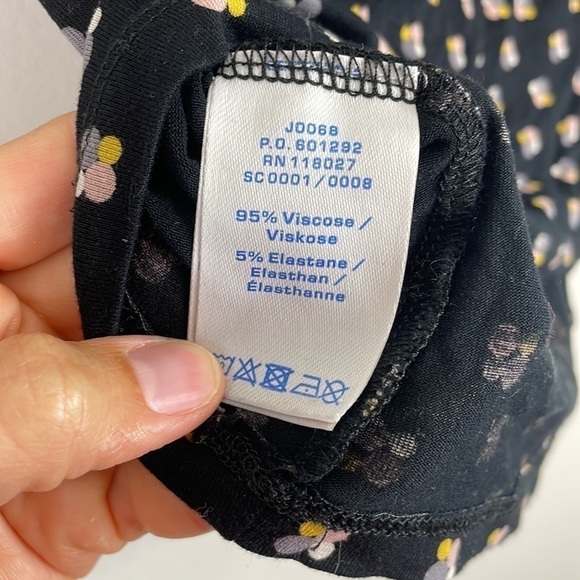 J0068
P.O. 601292
RN 118027
SC0001/0008
95% Viscose /
Viskose
5% Elastane /
Elasthan /
Élasthanne